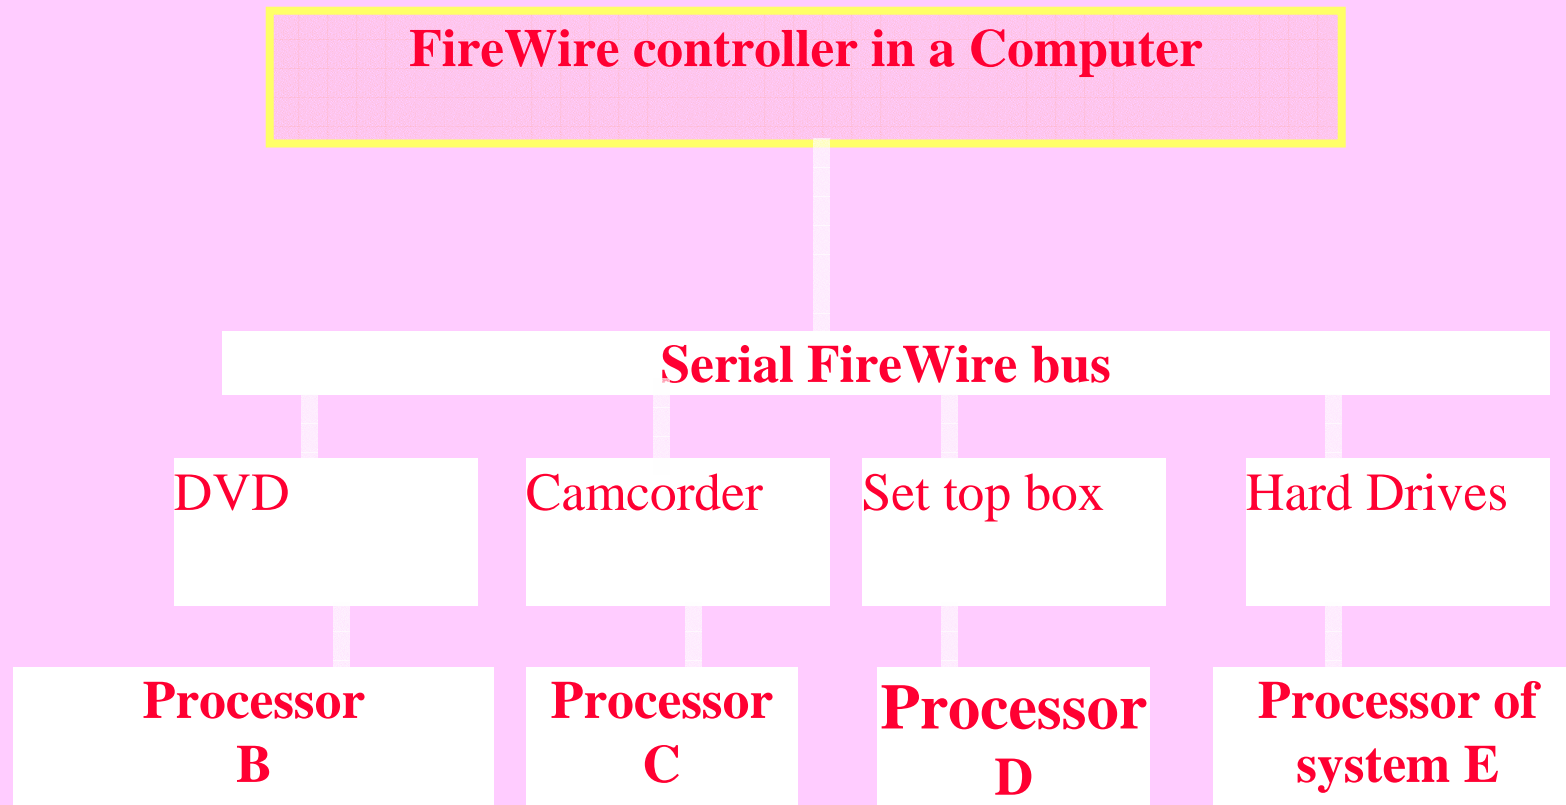 FireWire controller in a Computer
Serial FireWire bus
DVD
Camcorder
Set top box
Hard Drives
Processor
B
Processor
C
Processor
D
Processor of
system E